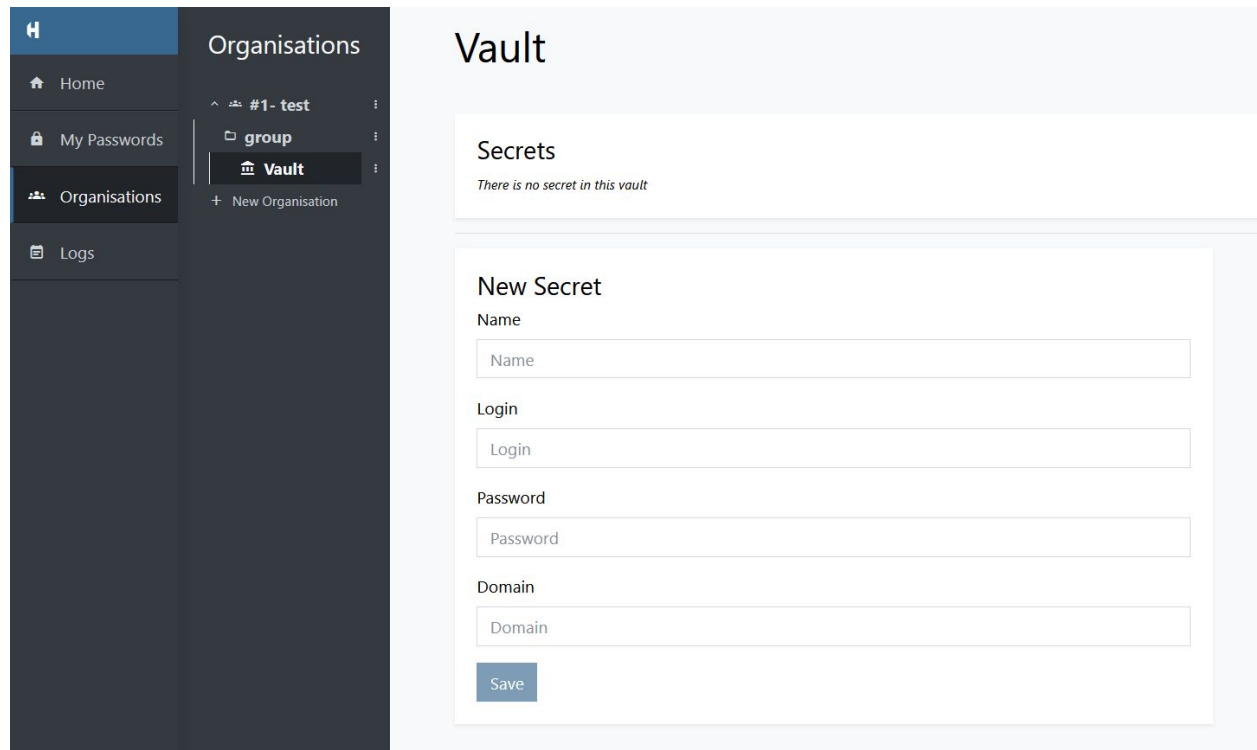 Home
My Passwords
Organisations
Logs
Organisations
#1- test
group
Vault
+ New Organisation
Vault
Secrets
There is no secret in this vault
New Secret
Name
Name
Login
Login
Password
Password
Domain
Domain
Save